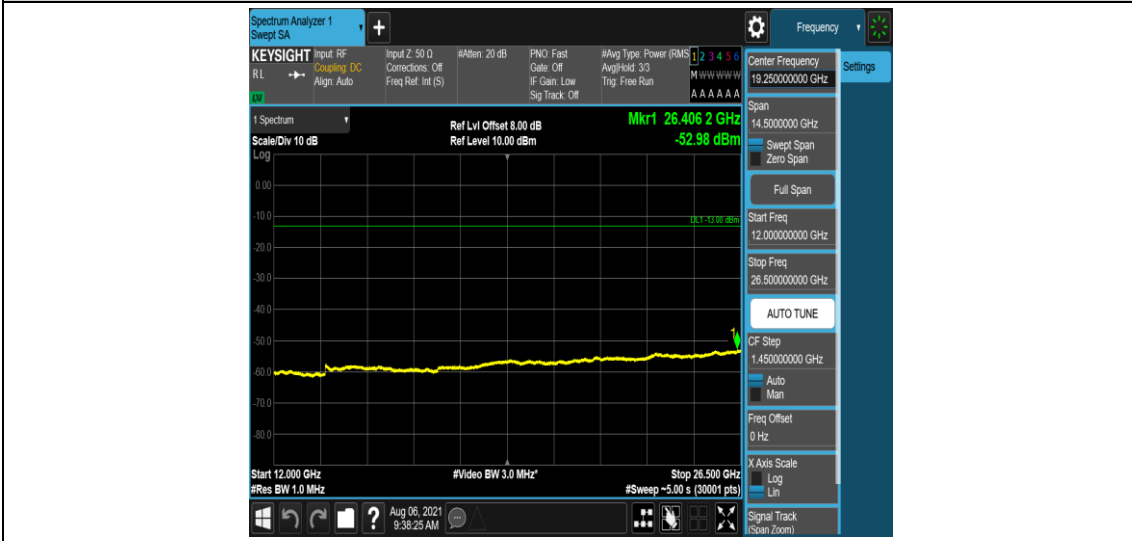 Spectrum Analyzer 1
Swept SA
+
Frequency
KEYSIGHT
Input: RF
Input Z: 50 Ω
#Atten: 20 dB
PNO: Fast
#Avg Type: Power (RMS
1 2 3 4 5 6
R L
Coupling: DC
Corrections: Off
Gate: Off
Avg|Hold: 3/3
M W W W W W
Align: Auto
Freq Ref: Int (S)
IF Gain: Low
Trig: Free Run
Sig Track: Off
A A A A A A
Center Frequency
19.250000000 GHz
Settings
1 Spectrum
Ref Lvl Offset 8.00 dB
Mkr1 26.406 2 GHz
Scale/Div 10 dB
Ref Level 10.00 dBm
-52.98 dBm
Log
0.00
-10.0
DL1 -13.00 dBm
-20.0
-30.0
-40.0
-50.0
1
-60.0
-70.0
-80.0
Start 12.000 GHz
#Video BW 3.0 MHz*
Stop 26.500 GHz
#Res BW 1.0 MHz
#Sweep ~5.00 s (30001 pts)
Span
14.5000000 GHz
Swept Span
Zero Span
Full Span
Start Freq
12.000000000 GHz
Stop Freq
26.500000000 GHz
AUTO TUNE
CF Step
1.450000000 GHz
Auto
Man
Freq Offset
0 Hz
X Axis Scale
Log
Lin
Signal Track
(Span Zoom)
?
Aug 06, 2021
9:38:25 AM